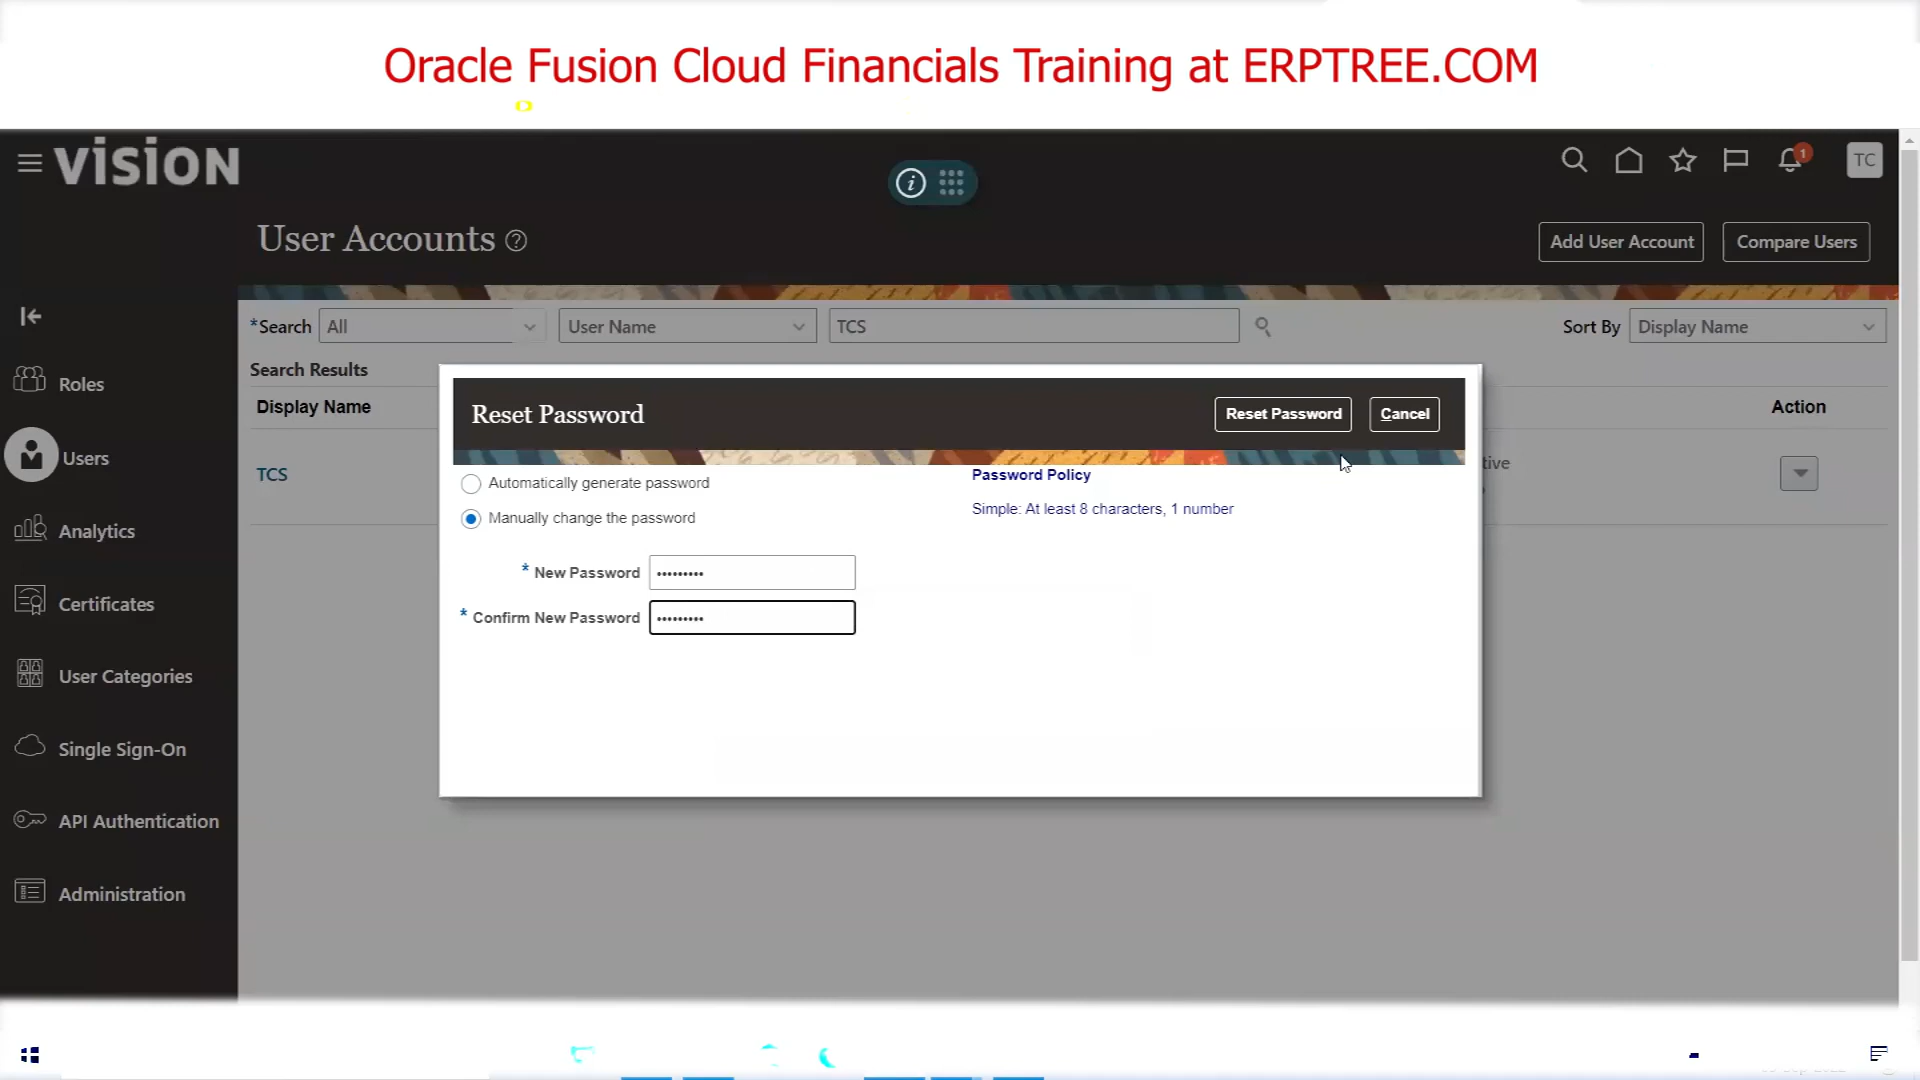 Oracle Fusion Cloud Financials Training at ERPTREE.COM
vision
1
TC
User Accounts
Add User Account
Compare Users
*Search
All
User Name
TCS
Sort By
Display Name
Search Results
Display Name
Action
TCS
tive
Roles
Users
Analytics
Certificates
User Categories
Single Sign-On
API Authentication
Administration
Reset Password
Reset Password
Cancel
Automatically generate password
Manually change the password
Password Policy
Simple: At least 8 characters, 1 number
* New Password
•••••••••
* Confirm New Password
•••••••••